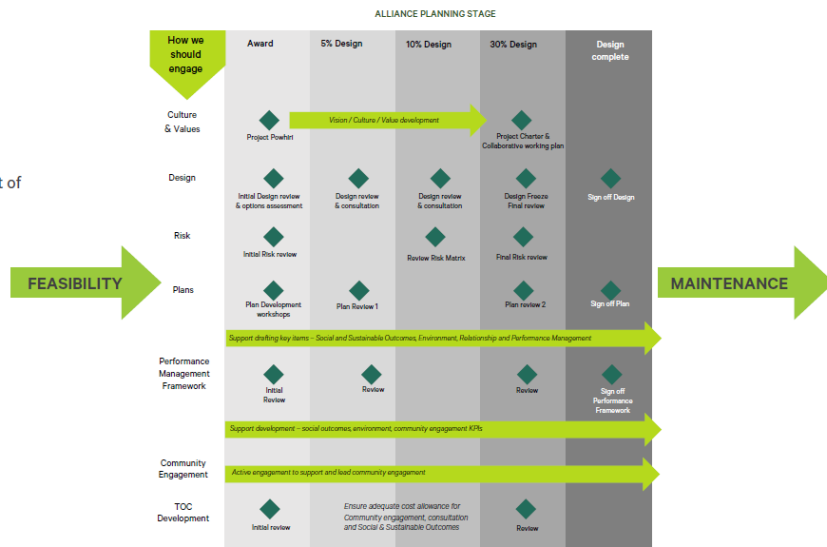 ALLIANCE PLANNING STAGE
How we
should
engage
Award
5% Design
10% Design
30% Design
Design
complete
Culture
& Values
Project Powhiri
Vision / Culture / Value development
Project Charter &
Collaborative working plan
t of
Design
Initial Design review
& options assessment
Design review
& consultation
Design review
& consultation
Design Freeze
Final review
Sign off Design
Risk
Initial Risk review
Review Risk Matrix
Final Risk review
FEASIBILITY
MAINTENANCE
Plans
Plan Development
workshops
Plan Review 1
Plan review 2
Sign off Plan
Support drafting key items – Social and Sustainable Outcomes, Environment, Relationship and Performance Management
Performance
Management
Framework
Initial
Review
Review
Review
Sign off
Performance
Framework
Support development – social outcomes, environment, community engagement KPIs
Community
Engagement
Active engagement to support and lead community engagement
TOC
Development
Initial review
Ensure adequate cost allowance for
Community engagement, consultation
and Social & Sustainable Outcomes
Review